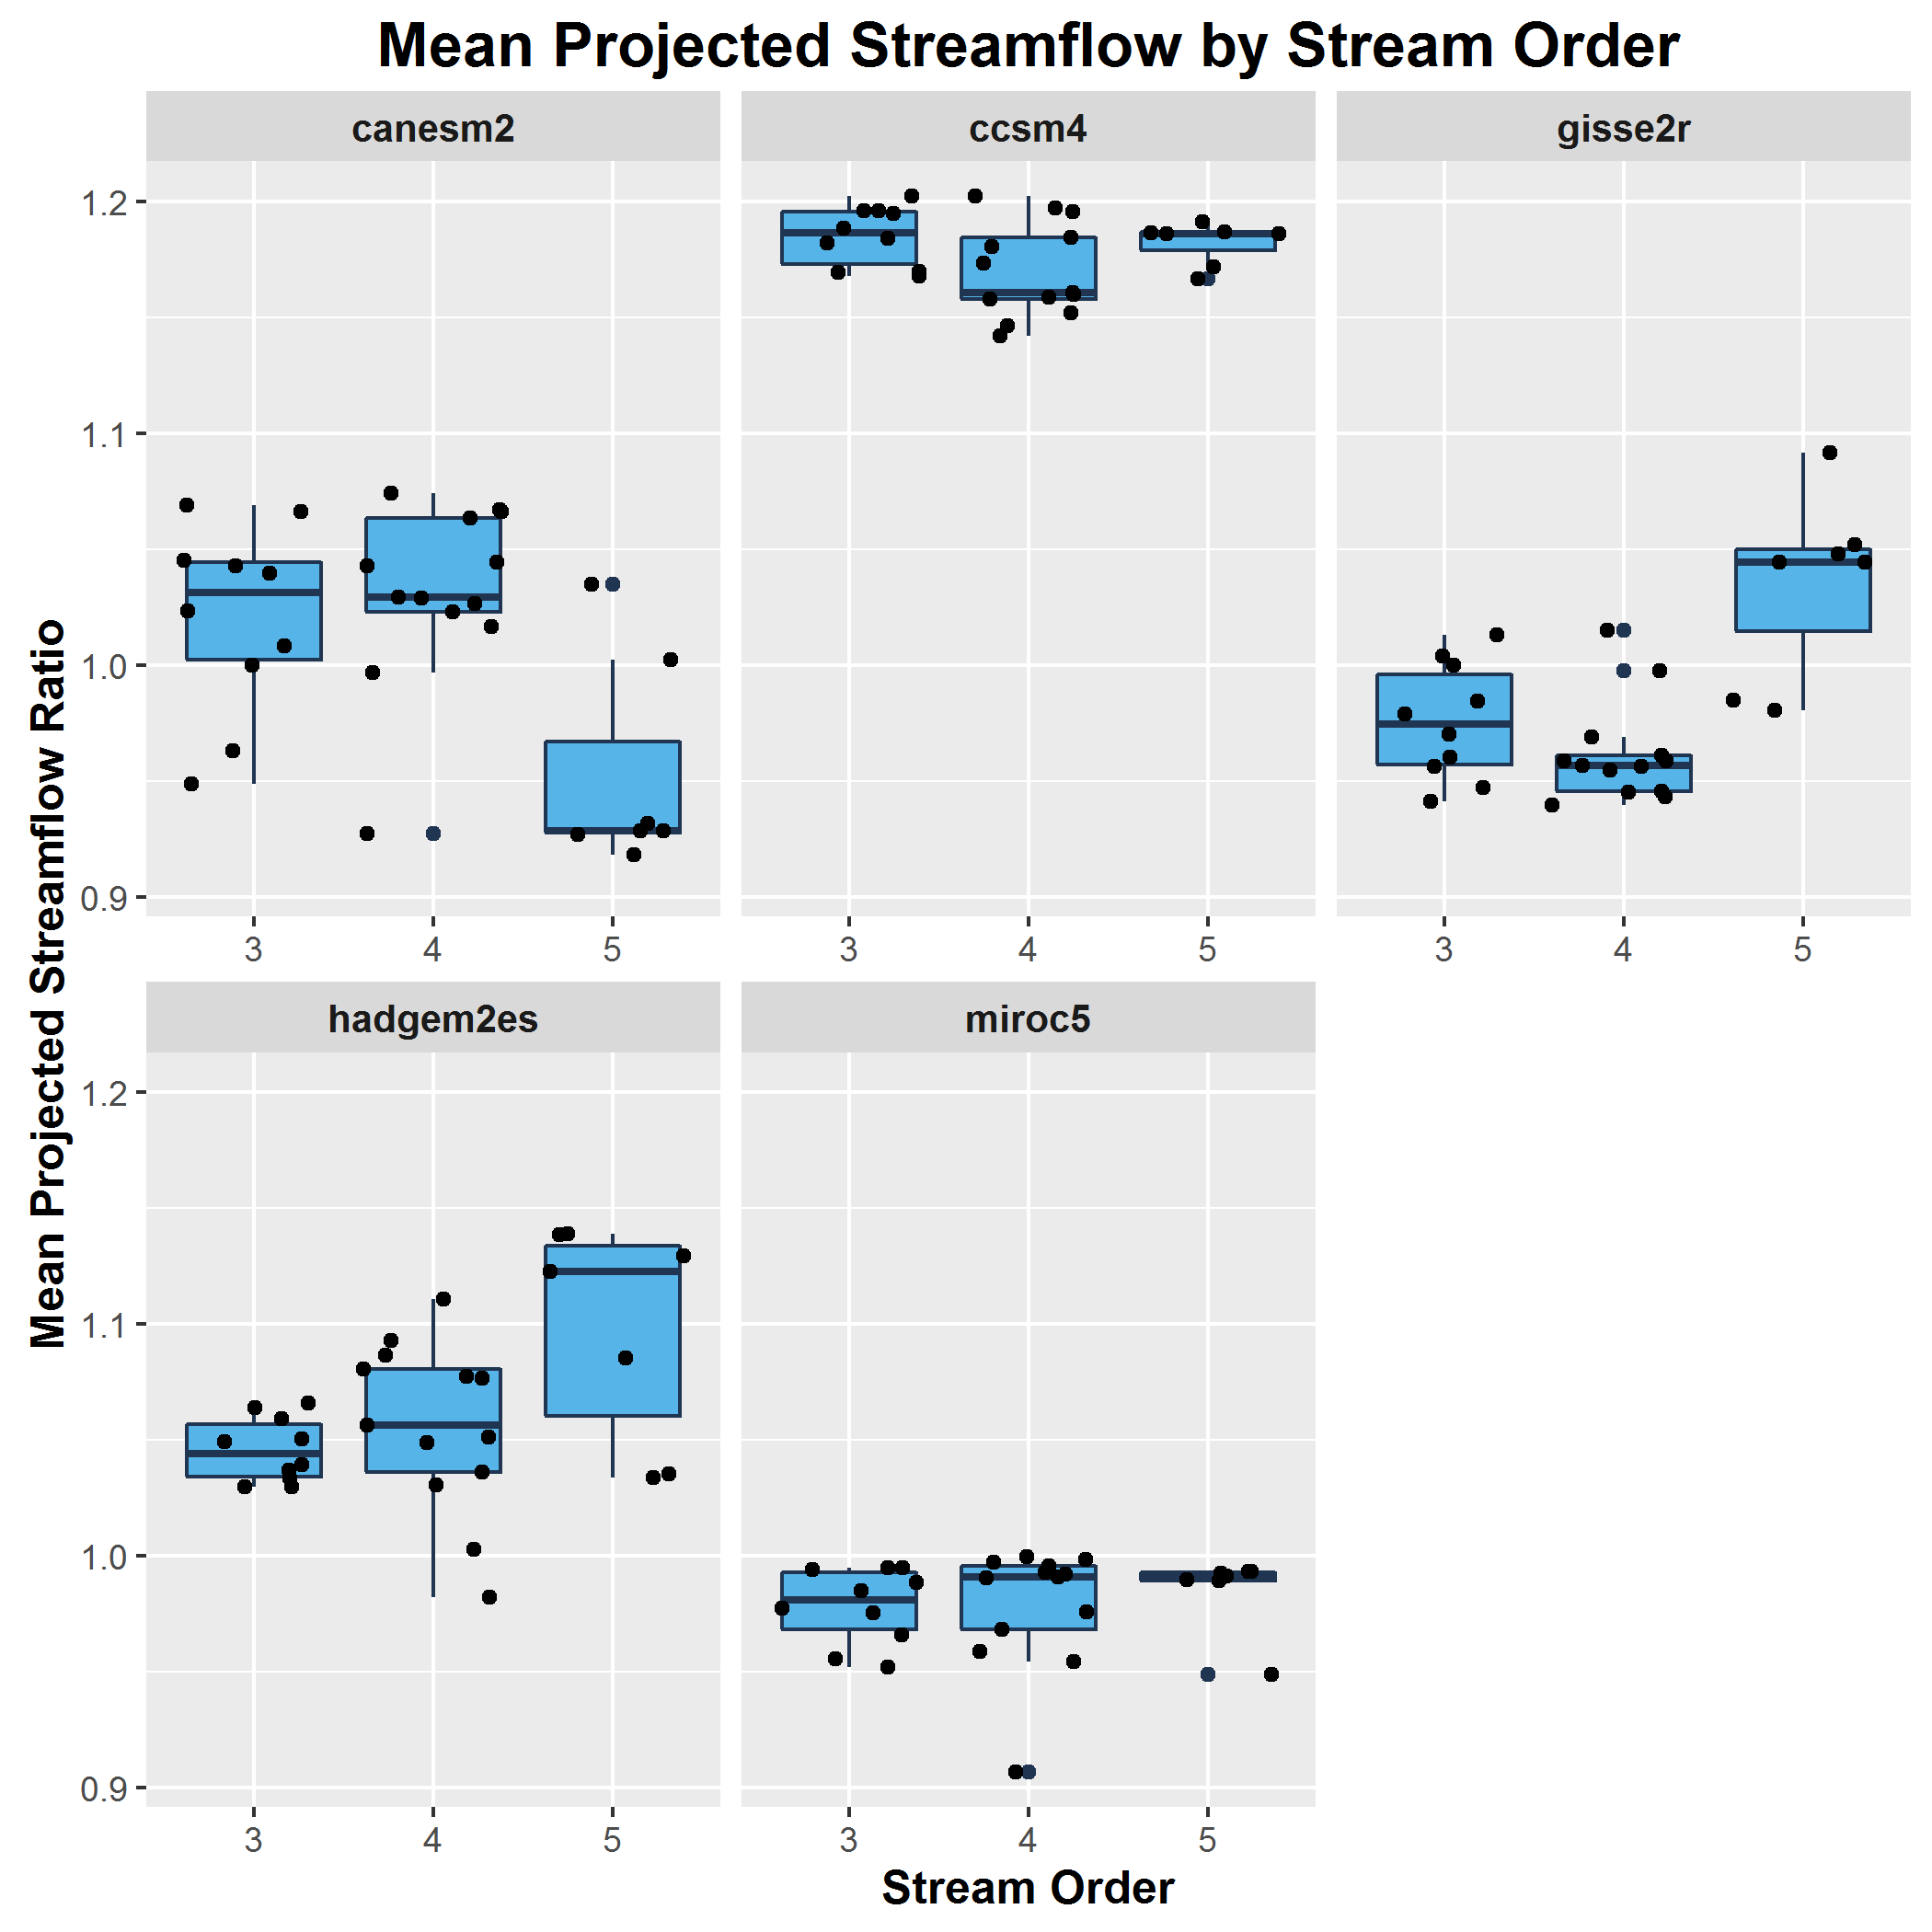 Mean Projected Streamflow by Stream Order
canesm2
ccsm4
gisse2r
1.2
1.1
1.0
0.9
3 4 5
3 4 5
3 4 5
Mean Projected Streamflow Ratio
hadgem2es
miroc5
1.2
1.1
1.0
0.9
3 4 5
3 4 5
Stream Order